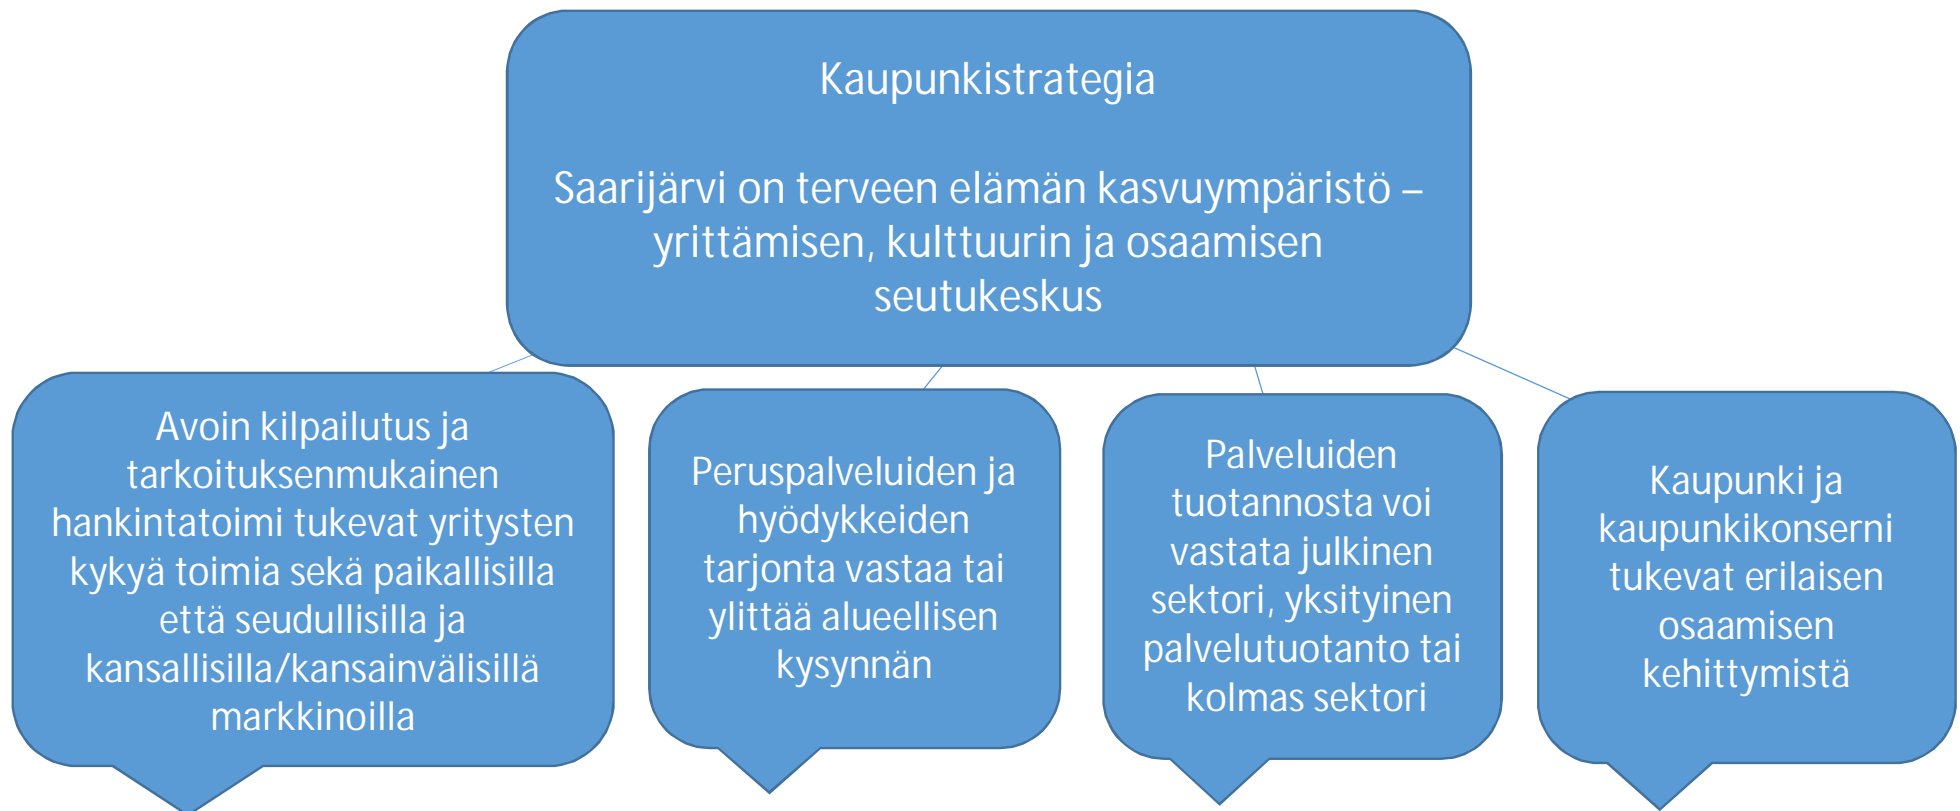 Kaupunkistrategia
Saarijärvi on terveen elämän kasvuympäristö –
yrittämisen, kulttuurin ja osaamisen
seutukeskus
Avoin kilpailutus ja
tarkoituksenmukainen
hankintatoimi tukevat yritysten
kykyä toimia sekä paikallisilla
että seudullisilla ja
kansallisilla/kansainvälisillä
markkinoilla
Peruspalveluiden ja
hyödykkeiden
tarjonta vastaa tai
ylittää alueellisen
kysynnän
Palveluiden
tuotannosta voi
vastata julkinen
sektori, yksityinen
palvelutuotanto tai
kolmas sektori
Kaupunki ja
kaupunkikonserni
tukevat erilaisen
osaamisen
kehittymistä